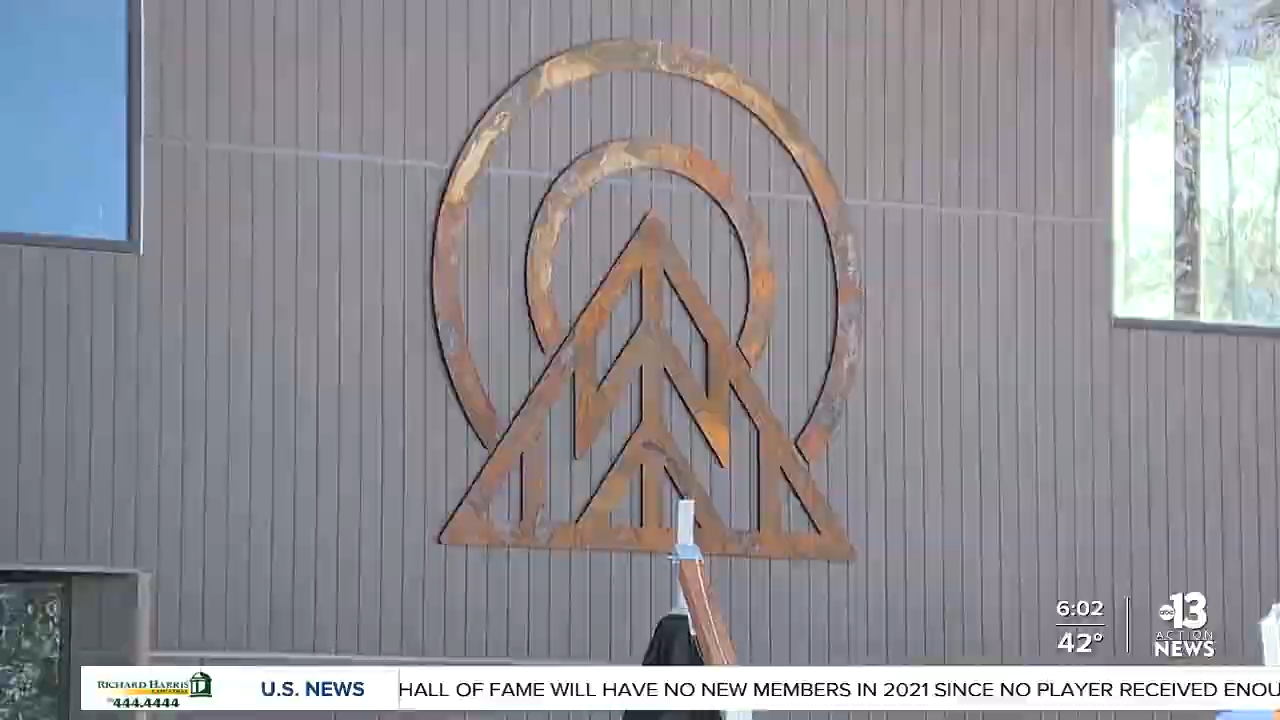 6:02
42°
abc 13
ACTION
NEWS
RICHARD HARRIS
444.4444
U.S. NEWS
HALL OF FAME WILL HAVE NO NEW MEMBERS IN 2021 SINCE NO PLAYER RECEIVED ENOU